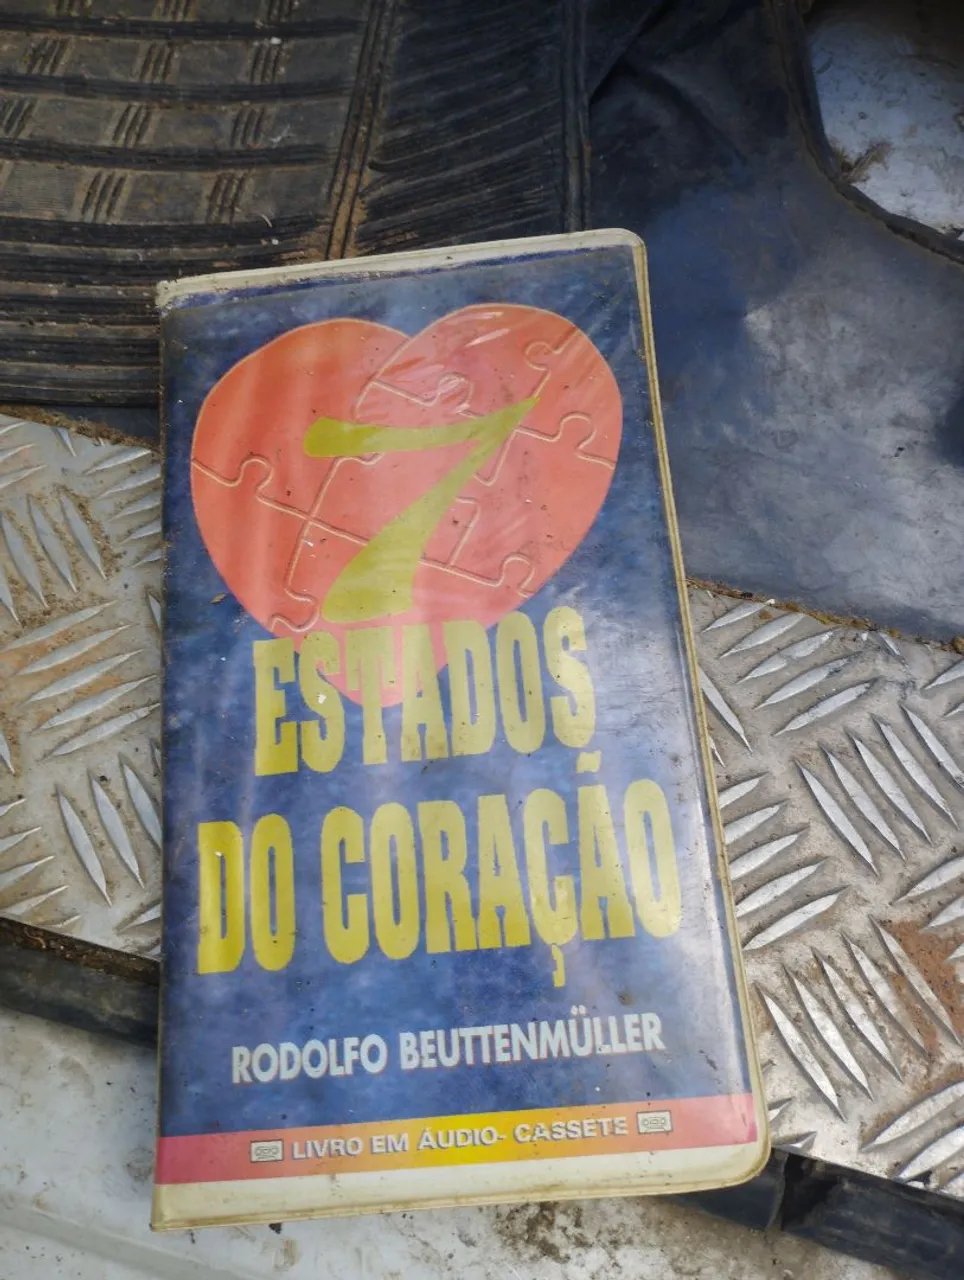 7
ESTADOS
DO CORAÇÃO
RODOLFO BEUTTENMÜLLER
LIVRO EM ÁUDIO- CASSETE